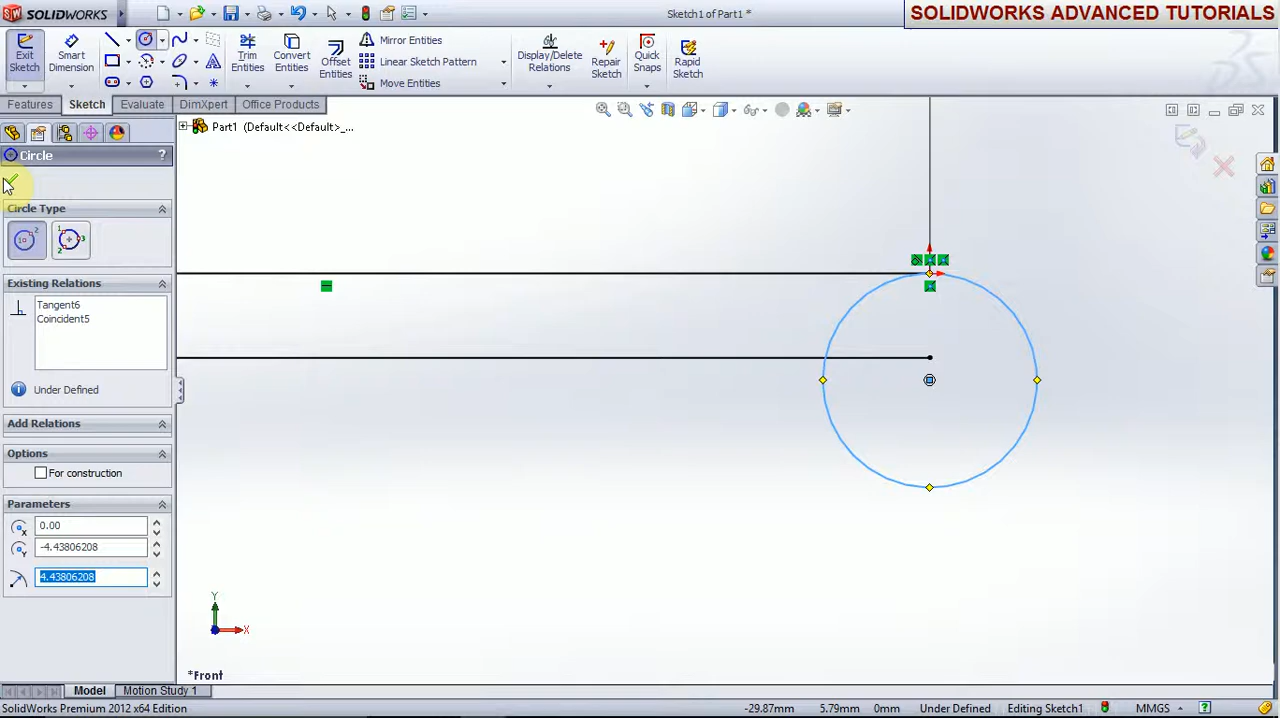 SW SOLIDWORKS
Sketch1 of Part1 *
SOLIDWORKS ADVANCED TUTORIALS
Exit Sketch
Smart Dimension
Trim Entities
Convert Entities
Offset Entities
Mirror Entities
Linear Sketch Pattern
Move Entities
Display/Delete Relations
Repair Sketch
Quick Snaps
Rapid Sketch
Features
Sketch
Evaluate
DimXpert
Office Products
Part1 (Default<<Default>_...
Circle
?
Circle Type
Existing Relations
Tangent6
Coincident5
Under Defined
Add Relations
Options
For construction
Parameters
0.00
-4.43806208
4.43806208
Y
X
*Front
Model
Motion Study 1
SolidWorks Premium 2012 x64 Edition
-29.87mm
5.79mm
0mm
Under Defined
Editing Sketch1
MMGS
?